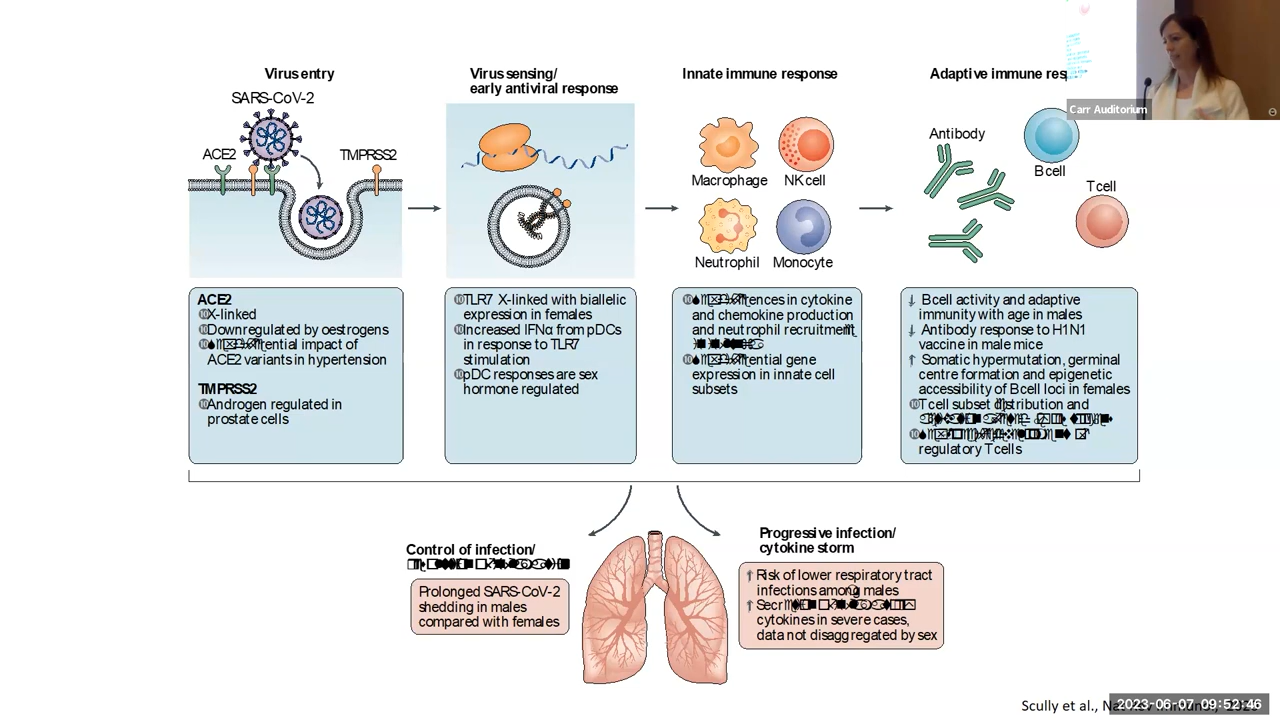 Virus entry
SARS-CoV-2
ACE2
TMPRSS2
ACE2
X-linked
Downregulated by oestrogens
ential impact of
ACE2 variants in hypertension
TMPRSS2
Androgen regulated in
prostate cells
Virus sensing/
early antiviral response
TLR7 X-linked with biallelic
expression in females
Increased IFNα from pDCs
in response to TLR7
stimulation
pDC responses are sex
hormone regulated
Innate immune response
Macrophage
NK cell
Neutrophil
Monocyte
rences in cytokine
and chemokine production
and neutrophil recruitment
ential gene
expression in innate cell
subsets
Adaptive immune res
Antibody
B cell
T cell
↓ B cell activity and adaptive
immunity with age in males
↓ Antibody response to H1N1
vaccine in male mice
↑ Somatic hypermutation, germinal
centre formation and epigenetic
accessibility of B cell loci in females
T cell subset distribution and
regulatory T cells
Control of infection/
Prolonged SARS-CoV-2
shedding in males
compared with females
Progressive infection/
cytokine storm
↑ Risk of lower respiratory tract
infections among males
↑ Secr
cytokines in severe cases,
data not disaggregated by sex
Carr Auditorium
Scully et al.,
2023-06-07 09:52:46